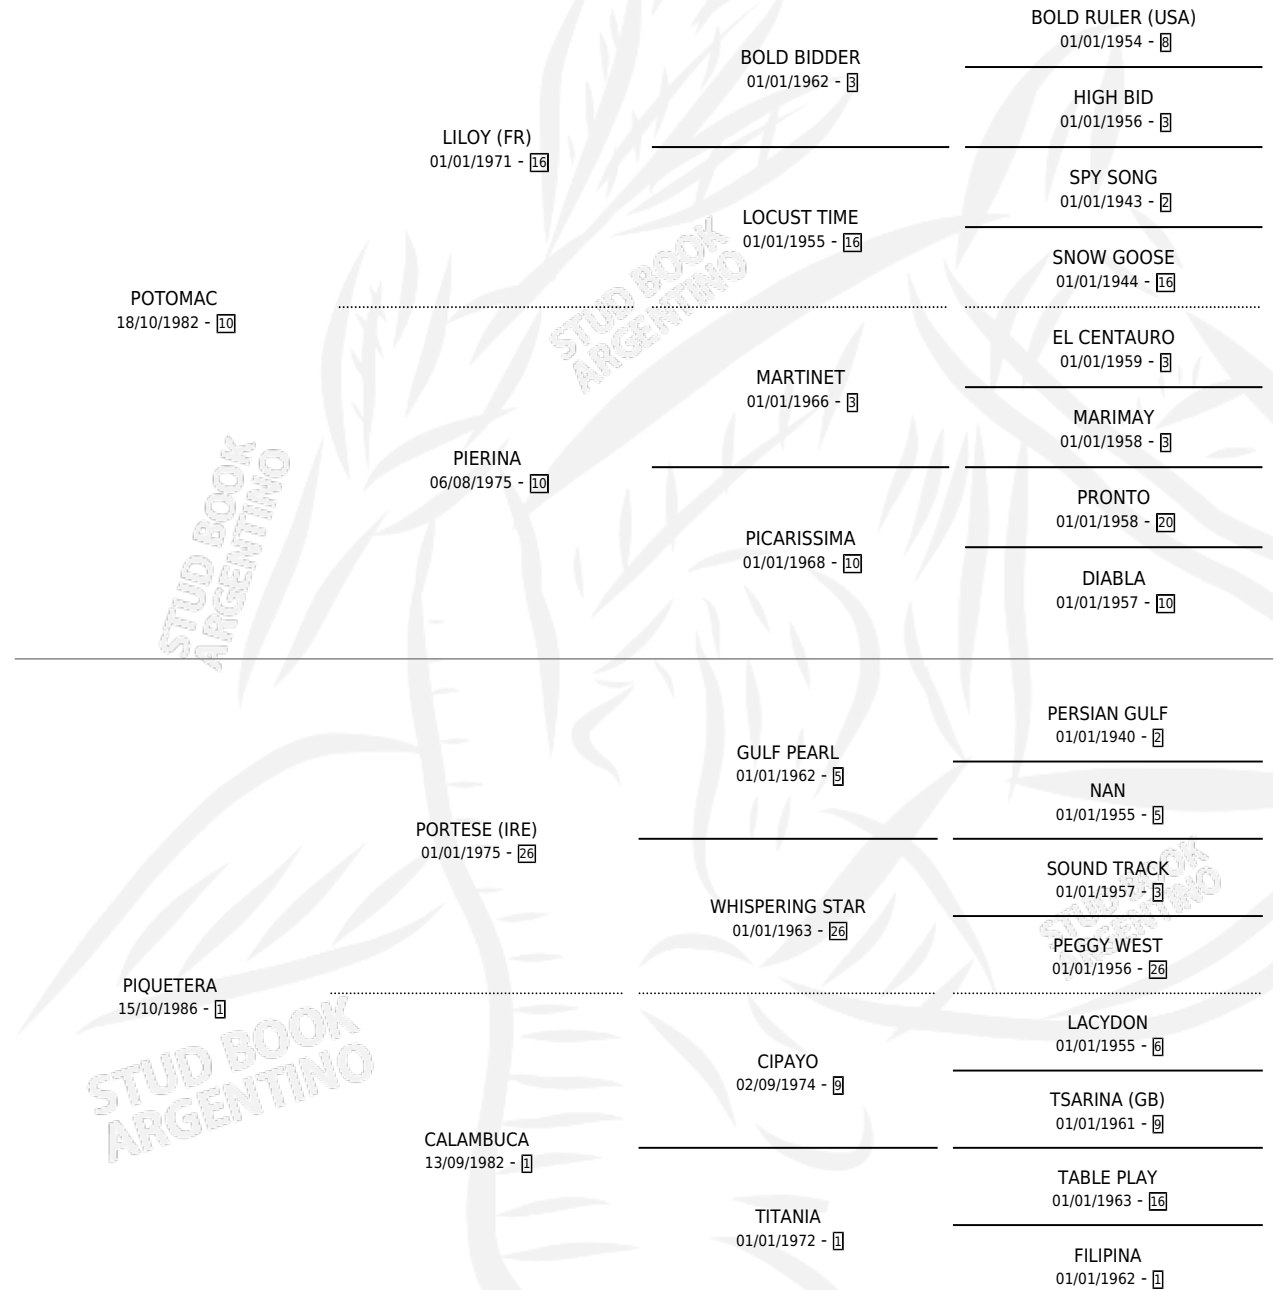 BOLD RULER (USA)
01/01/1954 - 8
BOLD BIDDER
01/01/1962 - 3
HIGH BID
01/01/1956 - 3
LILOY (FR)
01/01/1971 - 16
SPY SONG
01/01/1943 - 2
LOCUST TIME
01/01/1955 - 16
SNOW GOOSE
01/01/1944 - 16
POTOMAC
18/10/1982 - 10
EL CENTAURO
01/01/1959 - 3
MARTINET
01/01/1966 - 3
MARIMAY
01/01/1958 - 3
PIERINA
06/08/1975 - 10
PRONTO
01/01/1958 - 20
PICARISSIMA
01/01/1968 - 10
DIABLA
01/01/1957 - 10
PERSIAN GULF
01/01/1940 - 2
GULF PEARL
01/01/1962 - 5
NAN
01/01/1955 - 5
PORTESE (IRE)
01/01/1975 - 26
SOUND TRACK
01/01/1957 - 3
WHISPERING STAR
01/01/1963 - 26
PEGGY WEST
01/01/1956 - 26
PIQUETERA
15/10/1986 - 1
LACYDON
01/01/1955 - 6
CIPAYO
02/09/1974 - 9
TSARINA (GB)
01/01/1961 - 9
CALAMBUCA
13/09/1982 - 1
TABLE PLAY
01/01/1963 - 16
TITANIA
01/01/1972 - 1
FILIPINA
01/01/1962 - 1
STUD BOOK
ARGENTINO
STUD BOOK
ARGENTINO
STUD BOOK
ARGENTINO
STUD BOOK
ARGENTINO